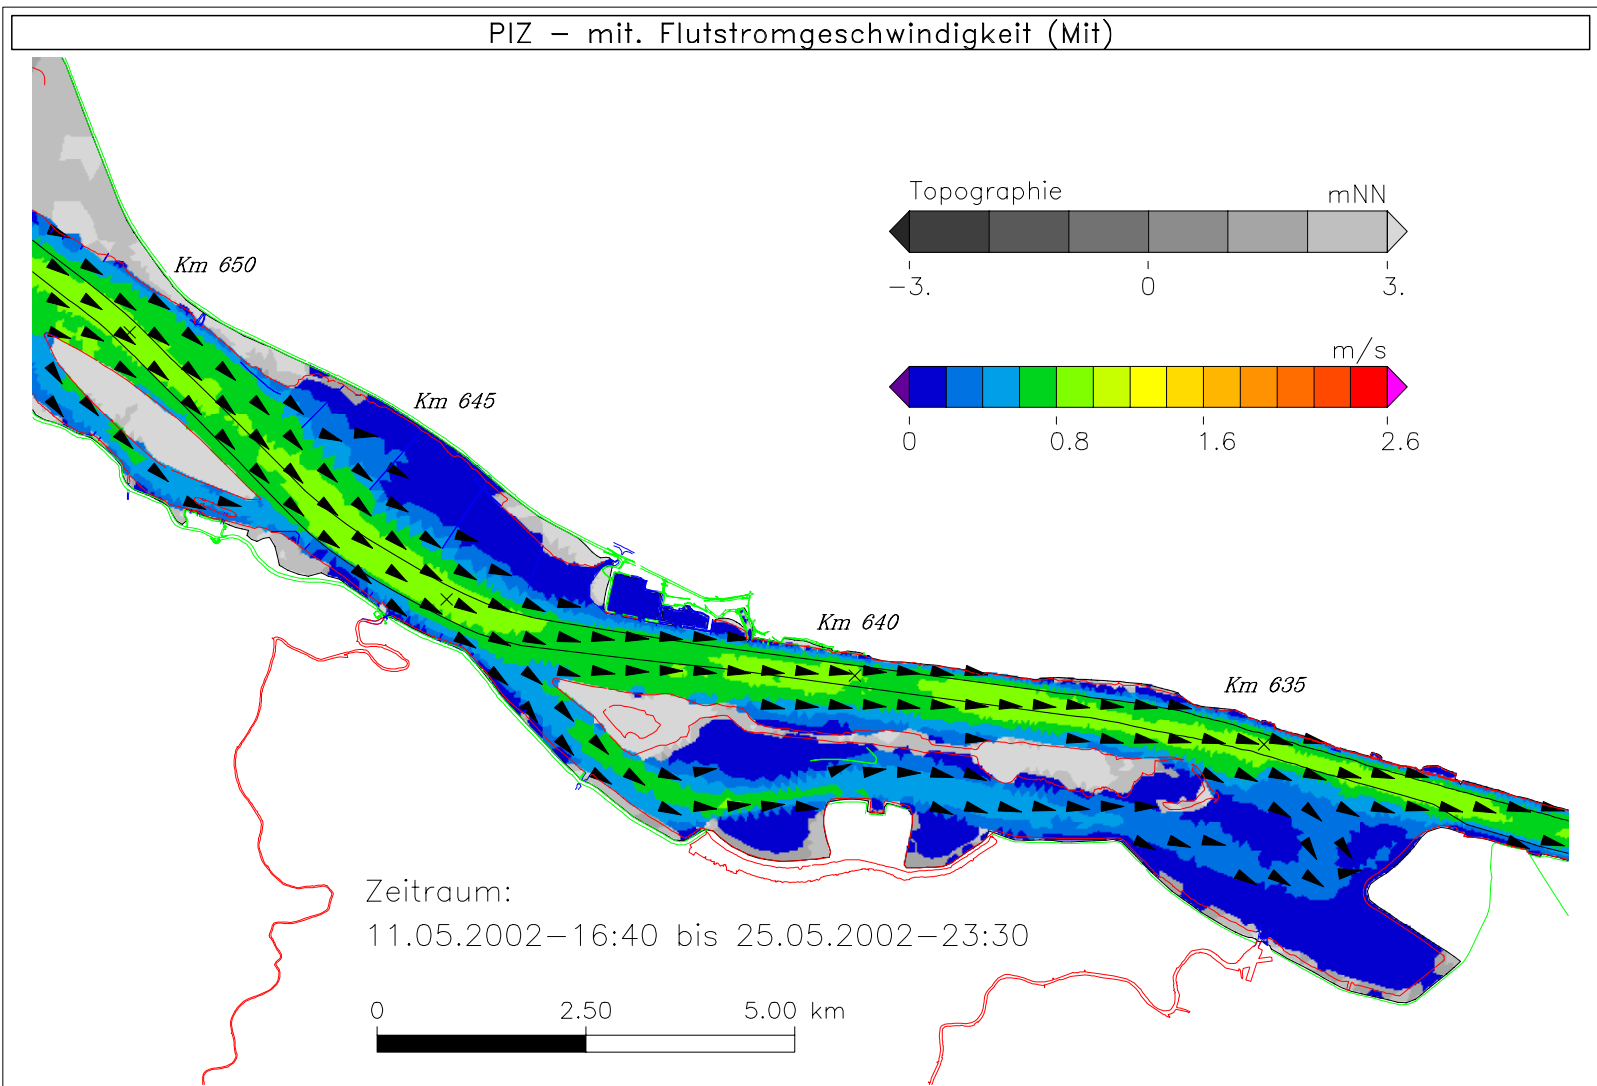 PIZ - mit. Flutstromgeschwindigkeit (Mit)
Topographie mNN
-3. 0 3.
m/s
0 0.8 1.6 2.6
Km 650
Km 645
Km 640
Km 635
Zeitraum:
11.05.2002-16:40 bis 25.05.2002-23:30
0 2.50 5.00 km